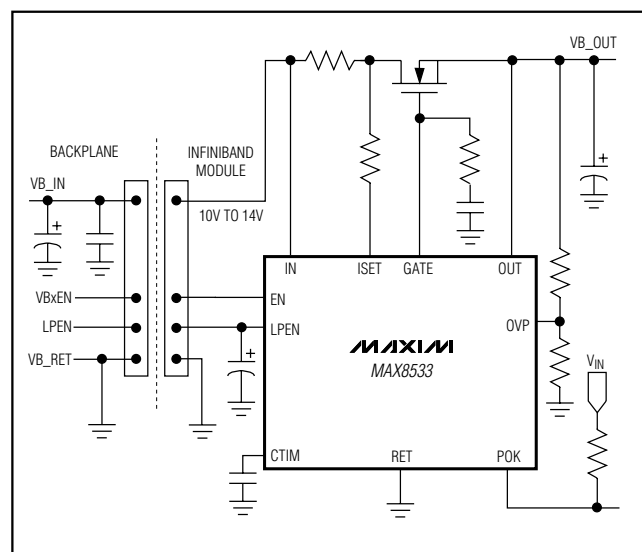 VB_OUT
BACKPLANE
INFINIBAND
MODULE
VB_IN
10V TO 14V
IN
ISET
GATE
OUT
VBxEN
EN
LPEN
LPEN
OVP
MAXIM
MAX8533
VB_RET
VIN
CTIM
RET
POK
+
+
+